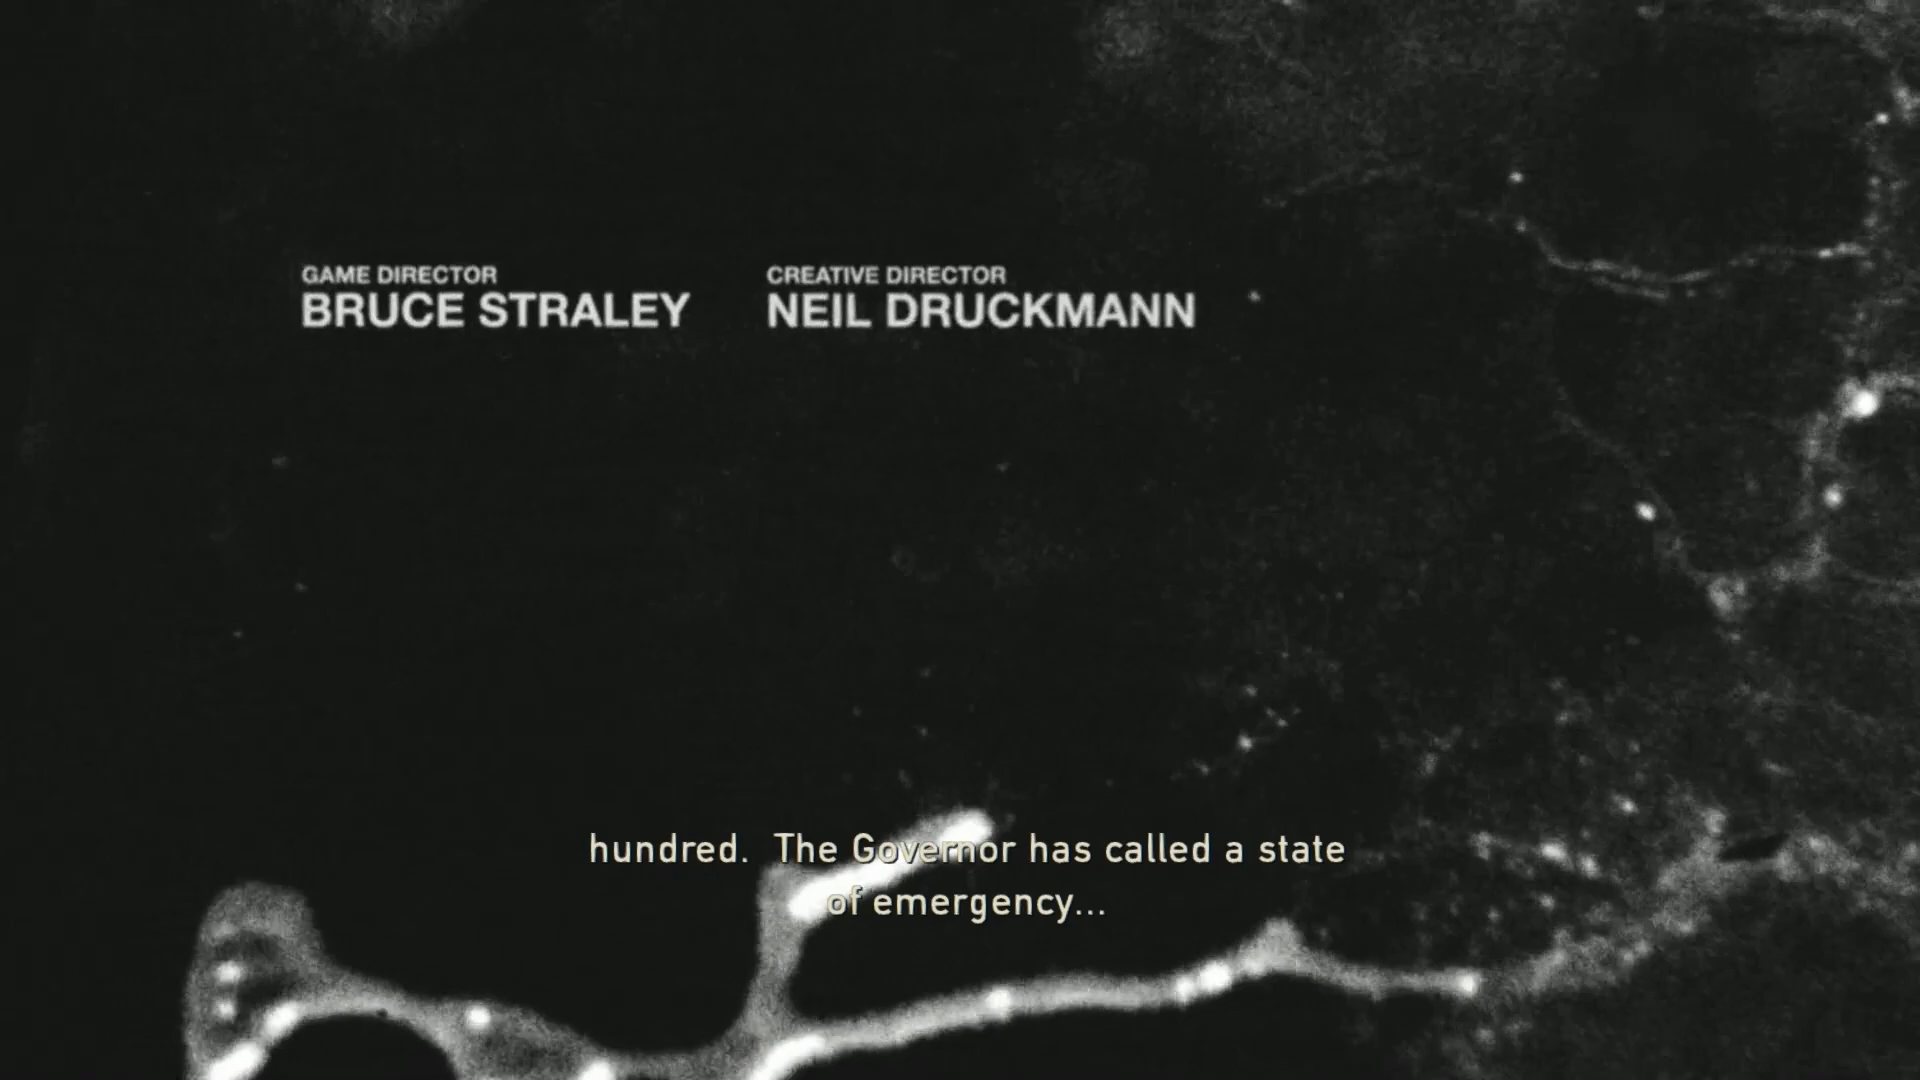 GAME DIRECTOR
BRUCE STRALEY
CREATIVE DIRECTOR
NEIL DRUCKMANN
hundred.  The Governor has called a state
of emergency...